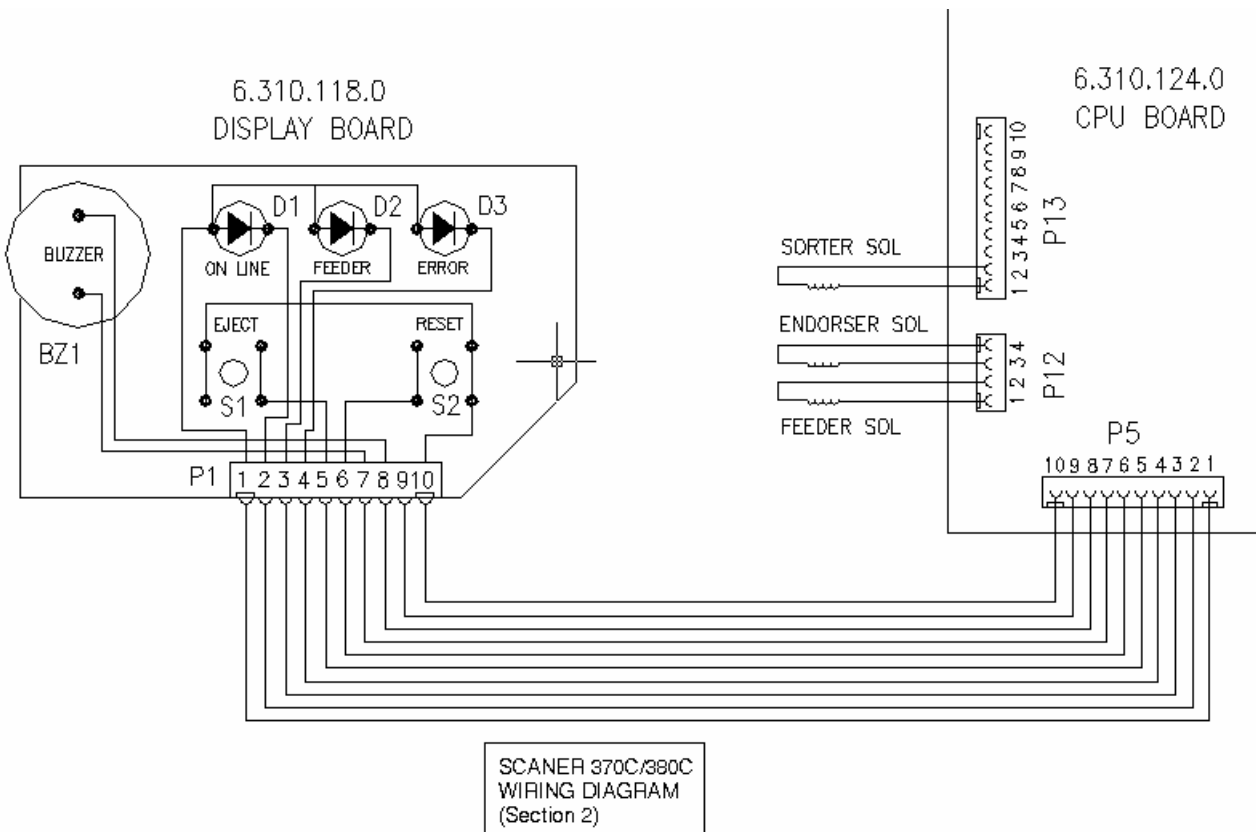 6.310.118.0
DISPLAY BOARD
6.310.124.0
CPU BOARD
BUZZER
BZ1
D1
D2
D3
ON LINE
FEEDER
ERROR
EJECT
RESET
S1
S2
P1
1 2 3 4 5 6 7 8 9 10
SORTER SOL
1 2 3 4 5 6 7 8 9 10
P13
ENDORSER SOL
1 2 3 4
P12
FEEDER SOL
P5
10 9 8 7 6 5 4 3 2 1
SCANER 370C/380C
WIRING DIAGRAM
(Section 2)